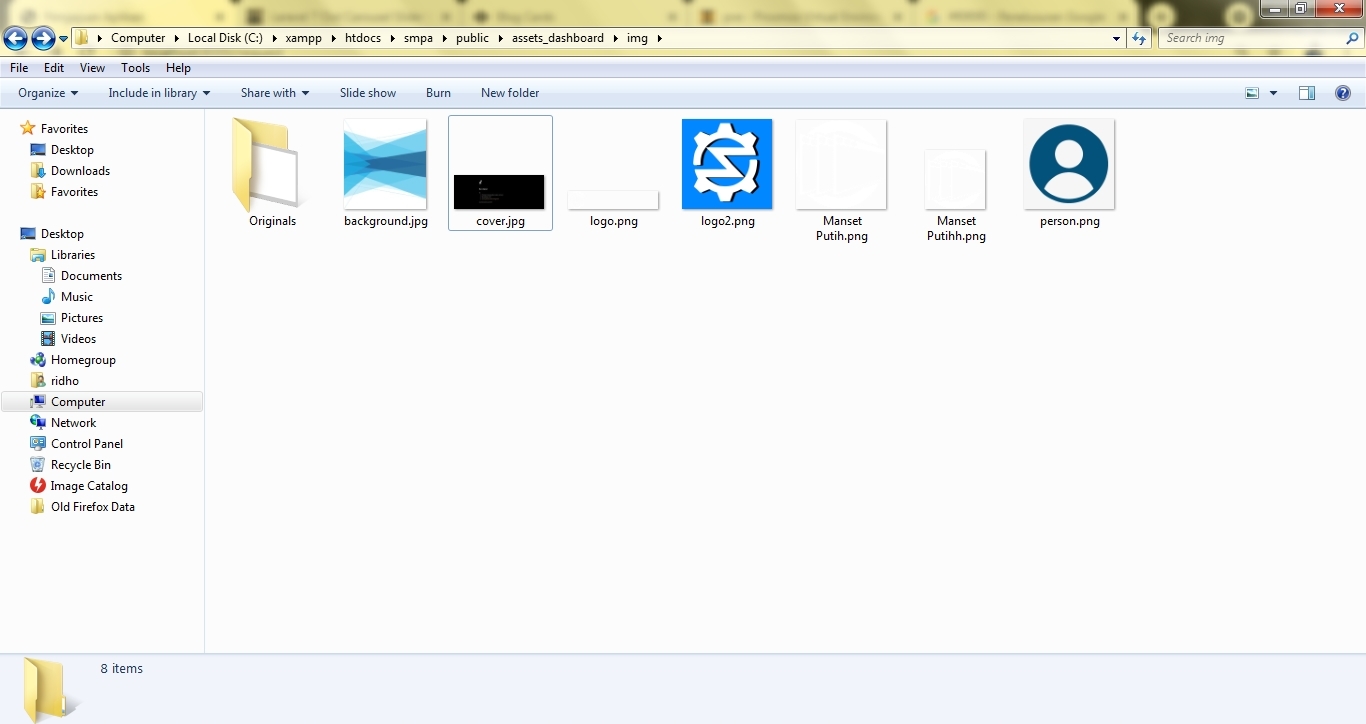 Computer Local Disk (C:) xampp htdocs smpa public assets_dashboard img Search img
File Edit View Tools Help
Organize Include in library Share with Slide show Burn New folder
Favorites
Desktop
Downloads
Favorites
Desktop
Libraries
Documents
Music
Pictures
Videos
Homegroup
ridho
Computer
Network
Control Panel
Recycle Bin
Image Catalog
Old Firefox Data
Originals background.jpg cover.jpg logo.png logo2.png Manset Manset person.png
Putih.png Putihh.png
8 items